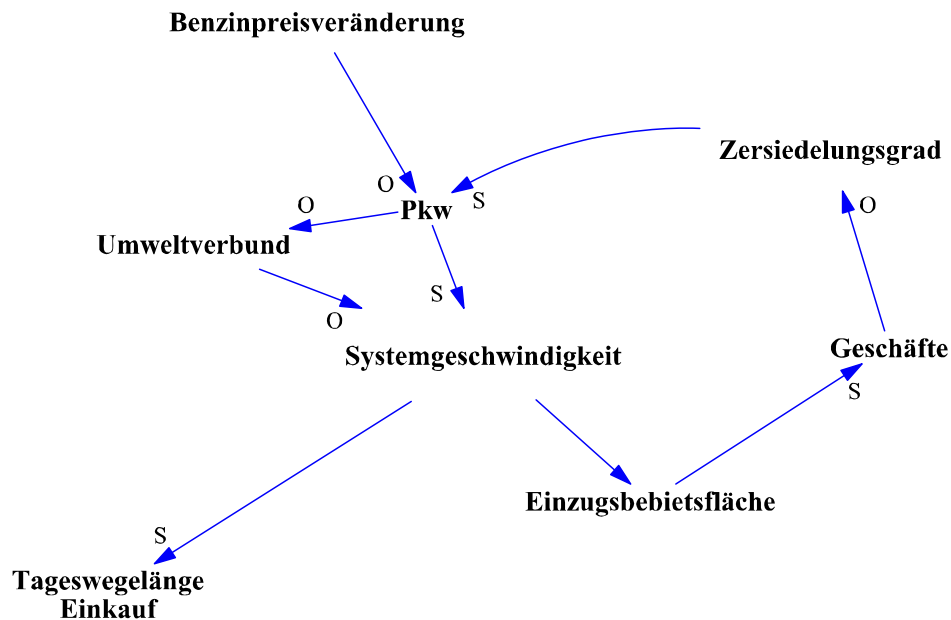 Benzinpreisveränderung
Zersiedelungsgrad
O
S
Pkw
O
O
Umweltverbund
S
O
Geschäfte
Systemgeschwindigkeit
S
Einzugsbebietsfläche
S
Tageswegelänge
Einkauf